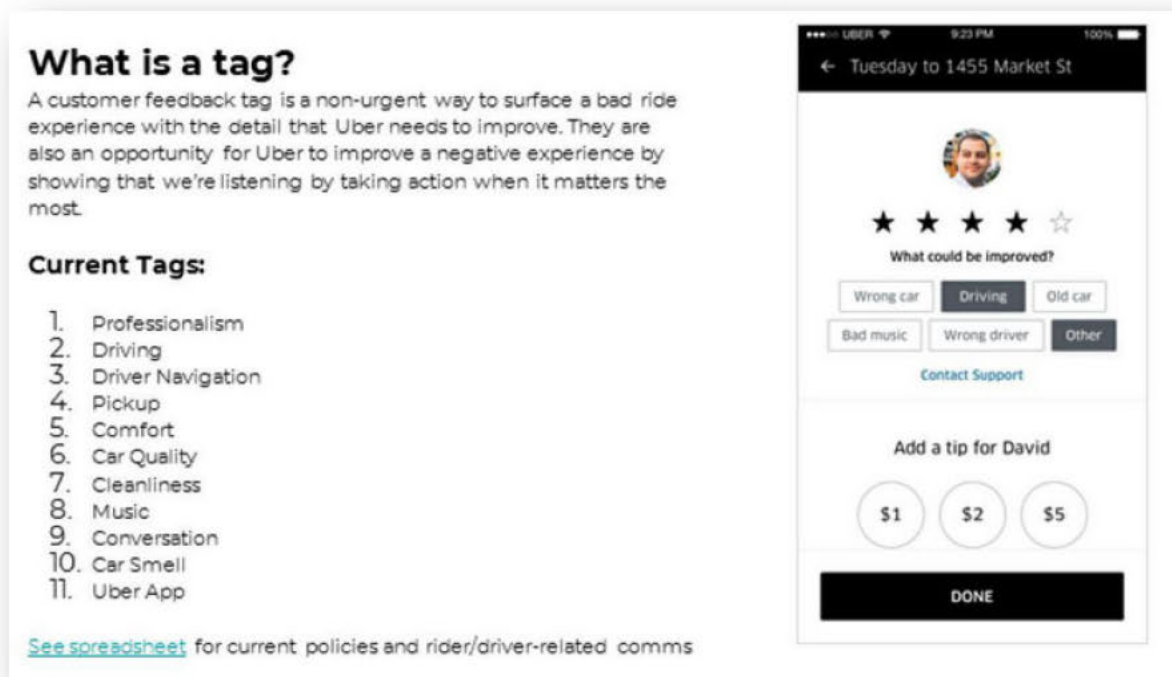 What is a tag?
A customer feedback tag is a non-urgent way to surface a bad ride
experience with the detail that Uber needs to improve. They are
also an opportunity for Uber to improve a negative experience by
showing that we're listening by taking action when it matters the
most.
Current Tags:
1. Professionalism
2. Driving
3. Driver Navigation
4. Pickup
5. Comfort
6. Car Quality
7. Cleanliness
8. Music
9. Conversation
10. Car Smell
11. Uber App
See spreadsheet for current policies and rider/driver-related comms
UBER 9:23 PM 100%
← Tuesday to 1455 Market St
What could be improved?
Wrong car Driving Old car
Bad music Wrong driver Other
Contact Support
Add a tip for David
$1 $2 $5
DONE